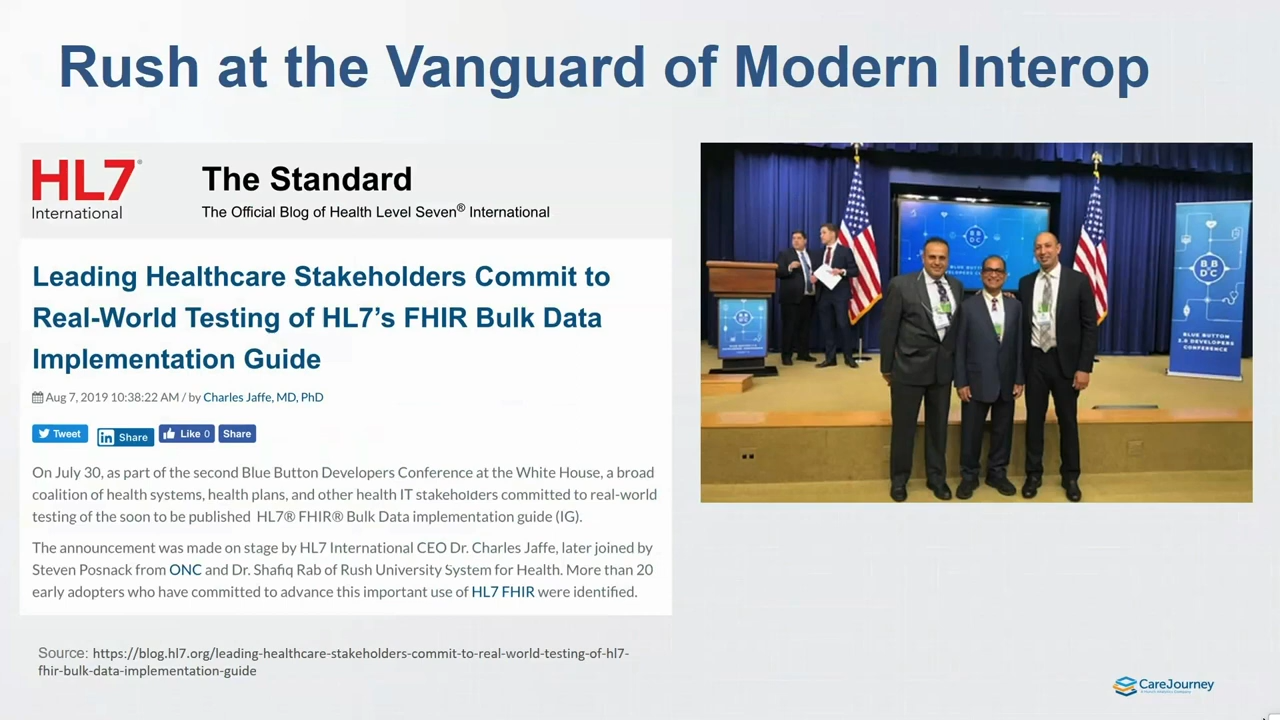 Rush at the Vanguard of Modern Interop
HL7®
International
The Standard
The Official Blog of Health Level Seven® International
Leading Healthcare Stakeholders Commit to
Real-World Testing of HL7’s FHIR Bulk Data
Implementation Guide
Aug 7, 2019 10:38:22 AM / by Charles Jaffe, MD, PhD
Tweet
in Share
Like 0
Share
On July 30, as part of the second Blue Button Developers Conference at the White House, a broad
coalition of health systems, health plans, and other health IT stakeholders committed to real-world
testing of the soon to be published HL7® FHIR® Bulk Data implementation guide (IG).
The announcement was made on stage by HL7 International CEO Dr. Charles Jaffe, later joined by
Steven Posnack from ONC and Dr. Shafiq Rab of Rush University System for Health. More than 20
early adopters who have committed to advance this important use of HL7 FHIR were identified.
B B
D C
BLUE BUTT
ELOPERS CONFERE
B B
D C
BLUE BUTTON
2.0 DEVELOPERS
CONFERENCE
Source: https://blog.hl7.org/leading-healthcare-stakeholders-commit-to-real-world-testing-of-hl7-
fhir-bulk-data-implementation-guide
CareJourney